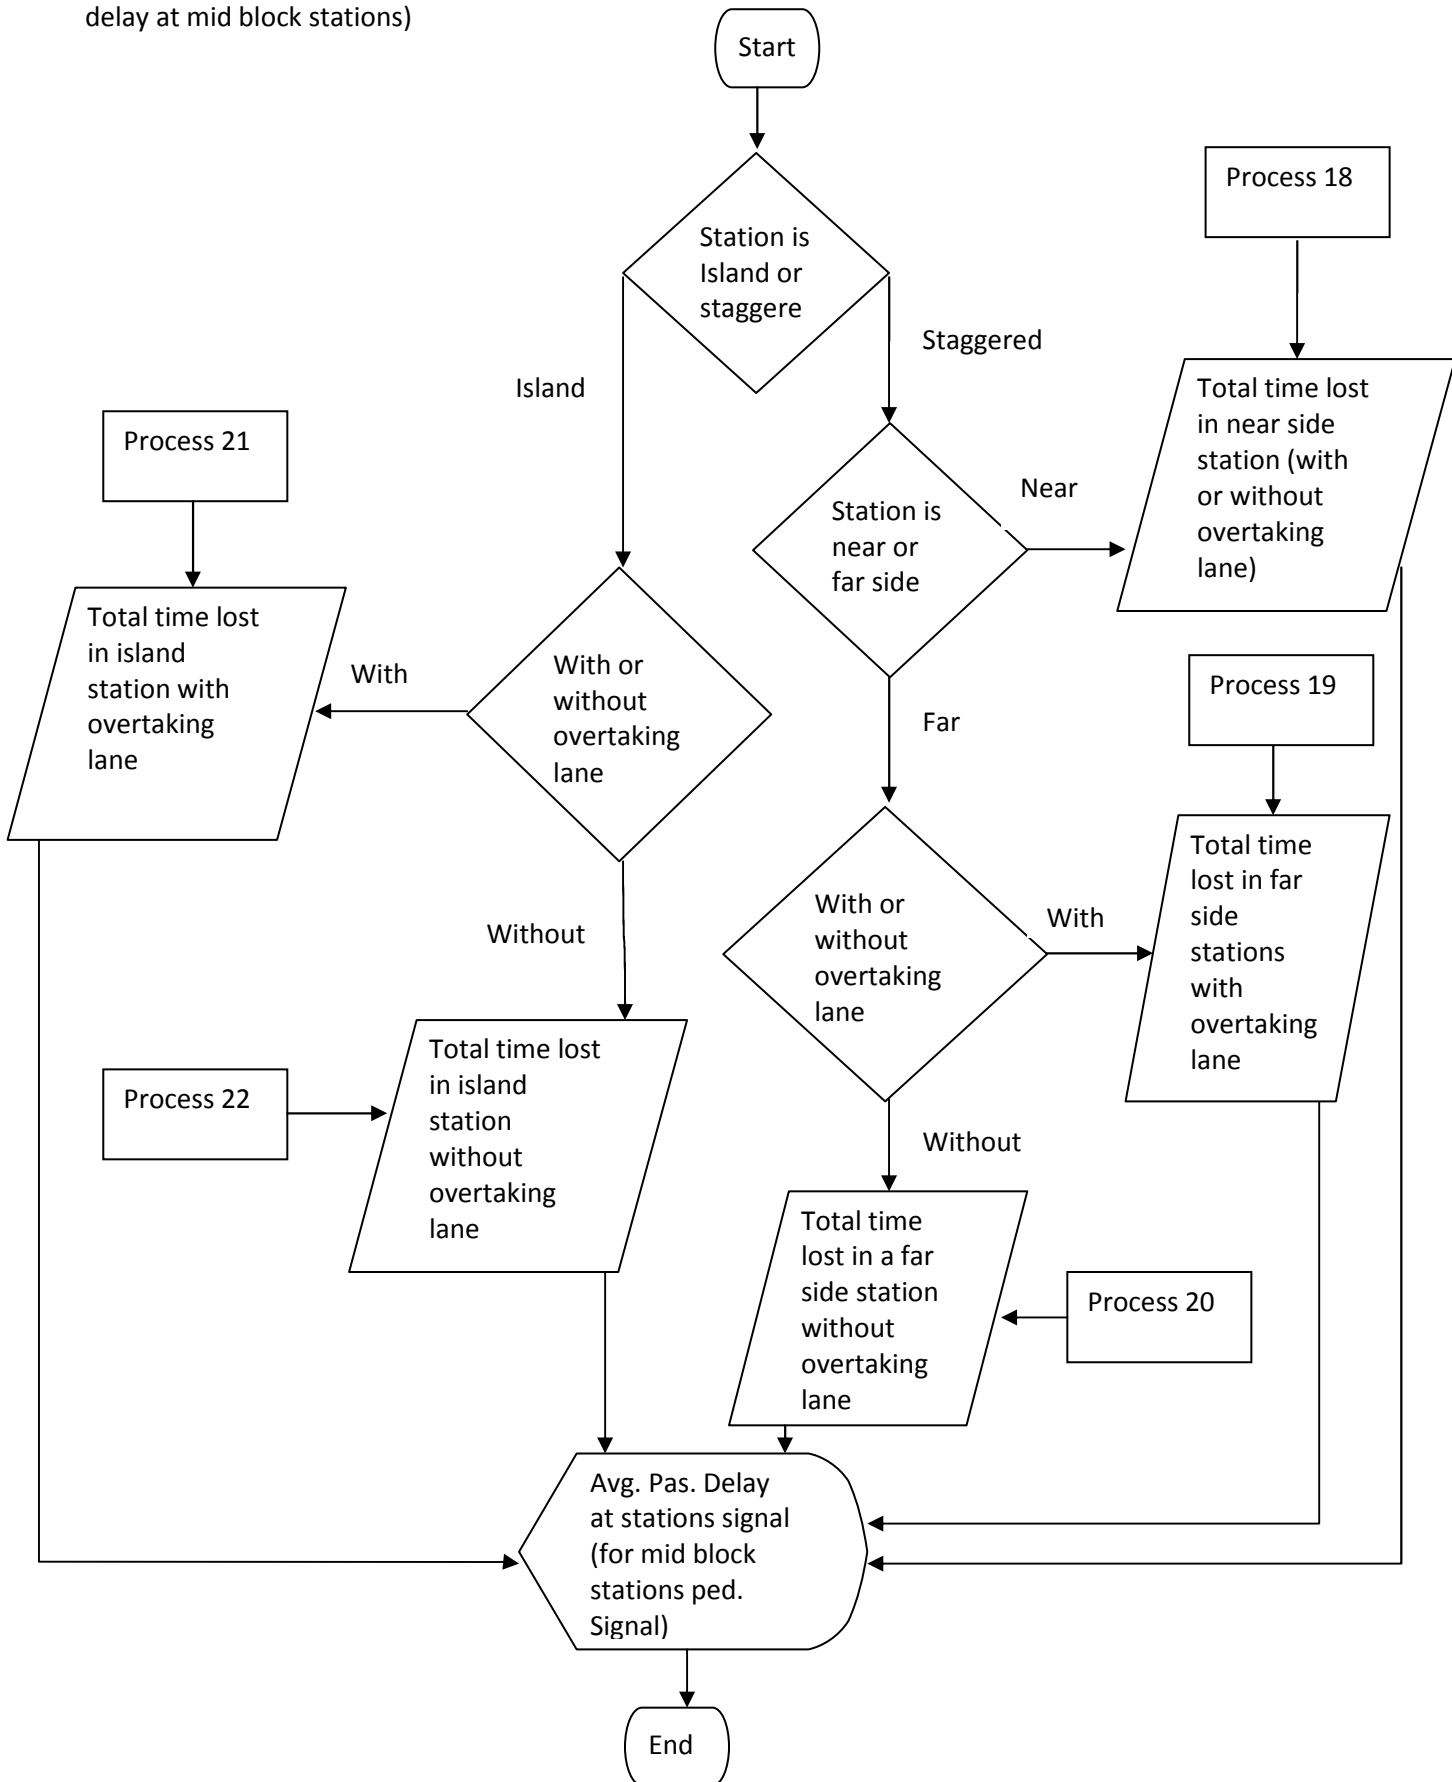 delay at mid block stations)
Start
Process 18
Station is
Island or
staggere
Staggered
Island
Total time lost
in near side
station (with
or without
overtaking
lane)
Process 21
Near
Station is
near or
far side
Total time lost
in island
station with
overtaking
lane
With
With or
without
overtaking
lane
Process 19
Far
Total time
lost in far
side
stations
with
overtaking
lane
With or
without
overtaking
lane
With
Without
Total time lost
in island
station
without
overtaking
lane
Process 22
Without
Total time
lost in a far
side station
without
overtaking
lane
Process 20
Avg. Pas. Delay
at stations signal
(for mid block
stations ped.
Signal)
End